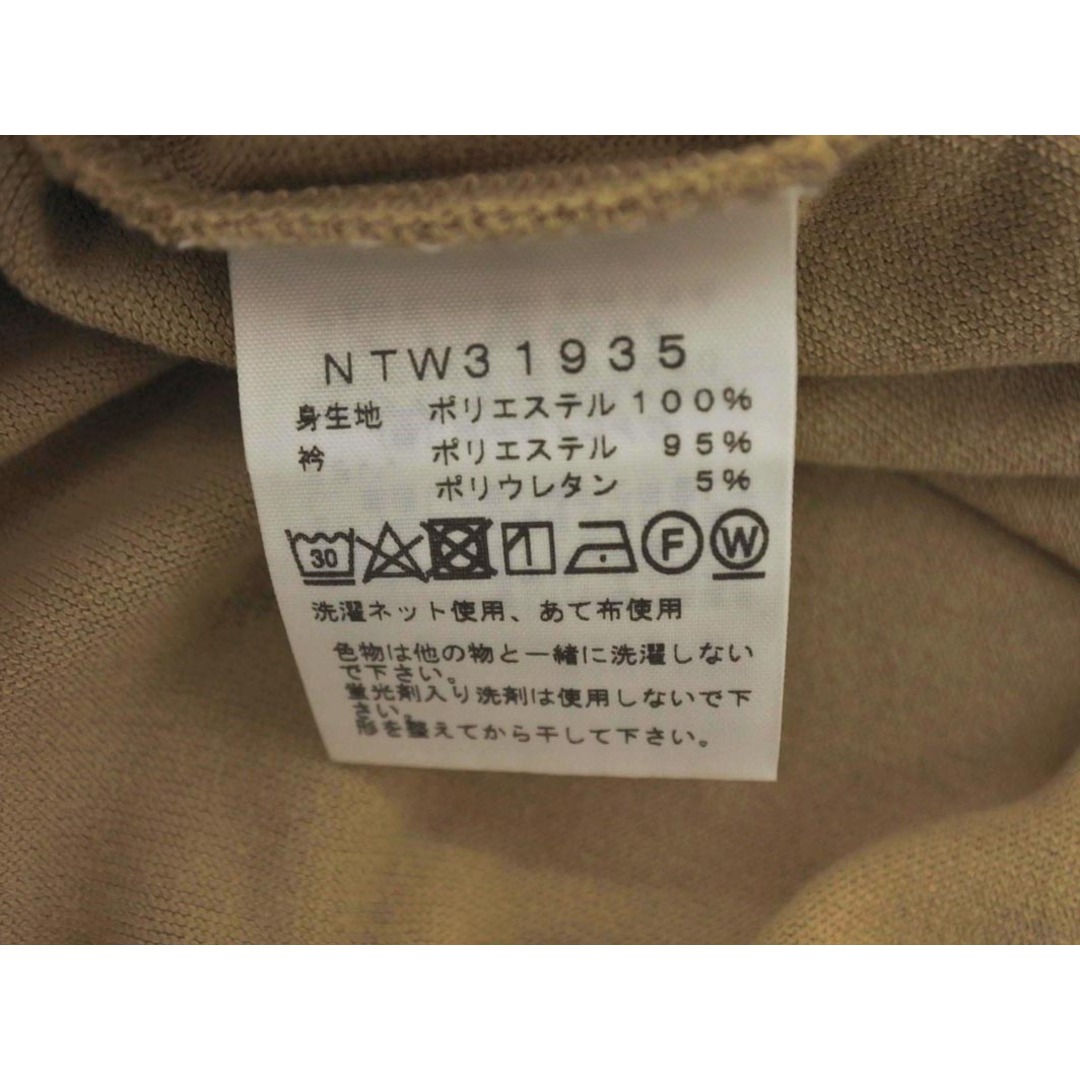 NTW31935
身生地 ポリエステル 100%
衿 ポリエステル 95%
ポリウレタン 5%
30 F W
洗濯ネット使用、あて布使用
色物は他の物と一緒に洗濯しない
で下さい。
蛍光剤入り洗剤は使用しないで下
さい。
形を整えてから干して下さい。